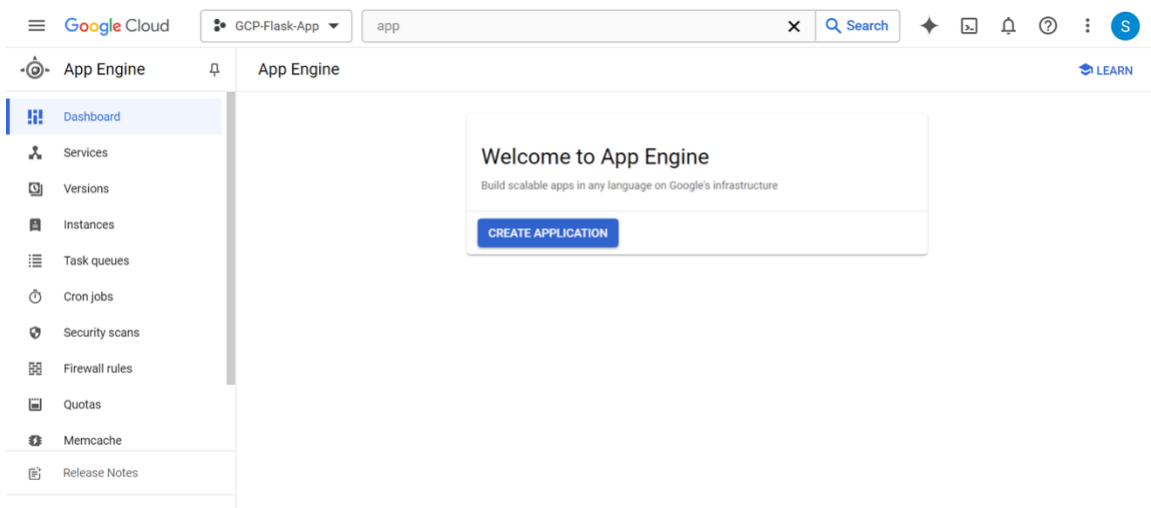 Google Cloud
GCP-Flask-App
app
Search
S
App Engine
App Engine
LEARN
Dashboard
Services
Versions
Instances
Task queues
Cron jobs
Security scans
Firewall rules
Quotas
Memcache
Release Notes
Welcome to App Engine
Build scalable apps in any language on Google's infrastructure
CREATE APPLICATION